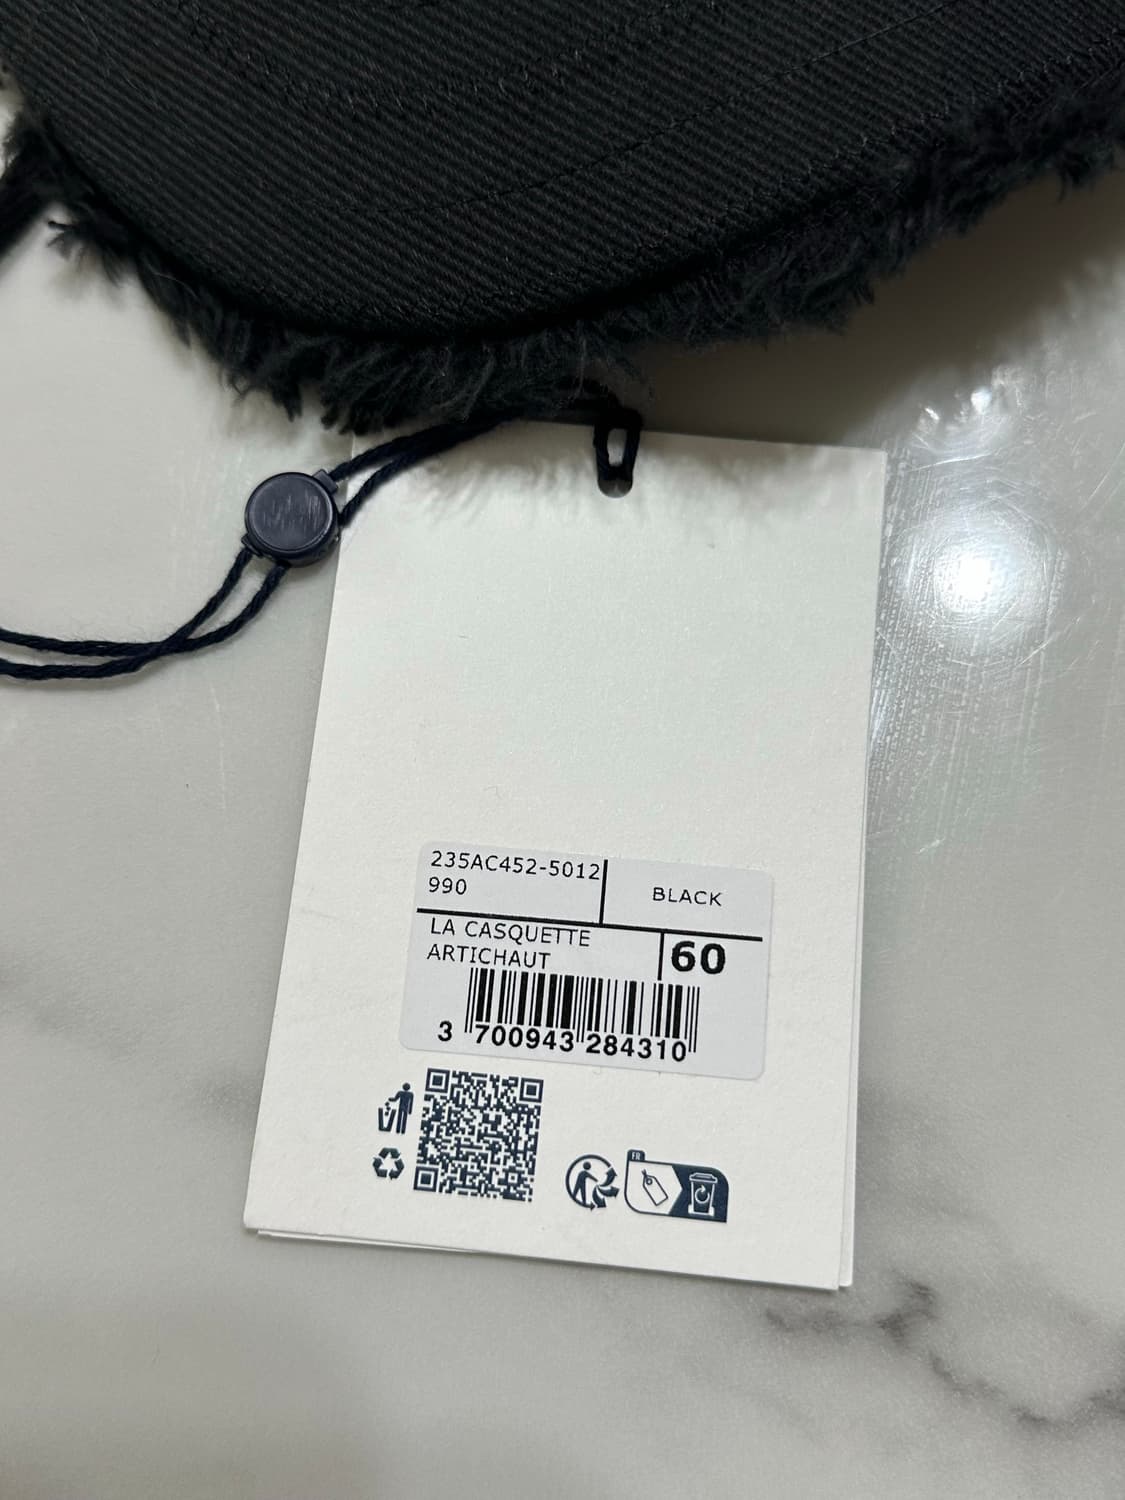 235AC452-5012
990
BLACK
LA CASQUETTE
ARTICHAUT
60
3 700943 284310
FR